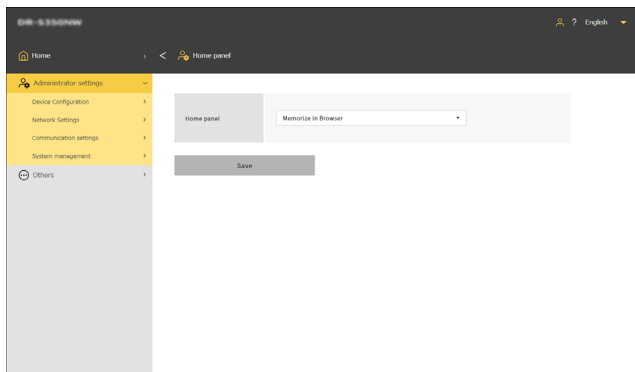 DR-S350NW
? English
Home
< Home panel
Administrator settings
Device Configuration
Network Settings
Communication settings
System management
Others
Home panel
Memorize in Browser
Save